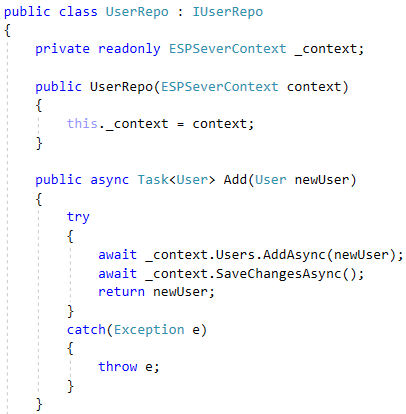 public class UserRepo : IUserRepo
{
    private readonly ESPSeverContext _context;

    public UserRepo(ESPSeverContext context)
    {
        this._context = context;
    }

    public async Task<User> Add(User newUser)
    {
        try
        {
            await _context.Users.AddAsync(newUser);
            await _context.SaveChangesAsync();
            return newUser;
        }
        catch(Exception e)
        {
            throw e;
        }
    }